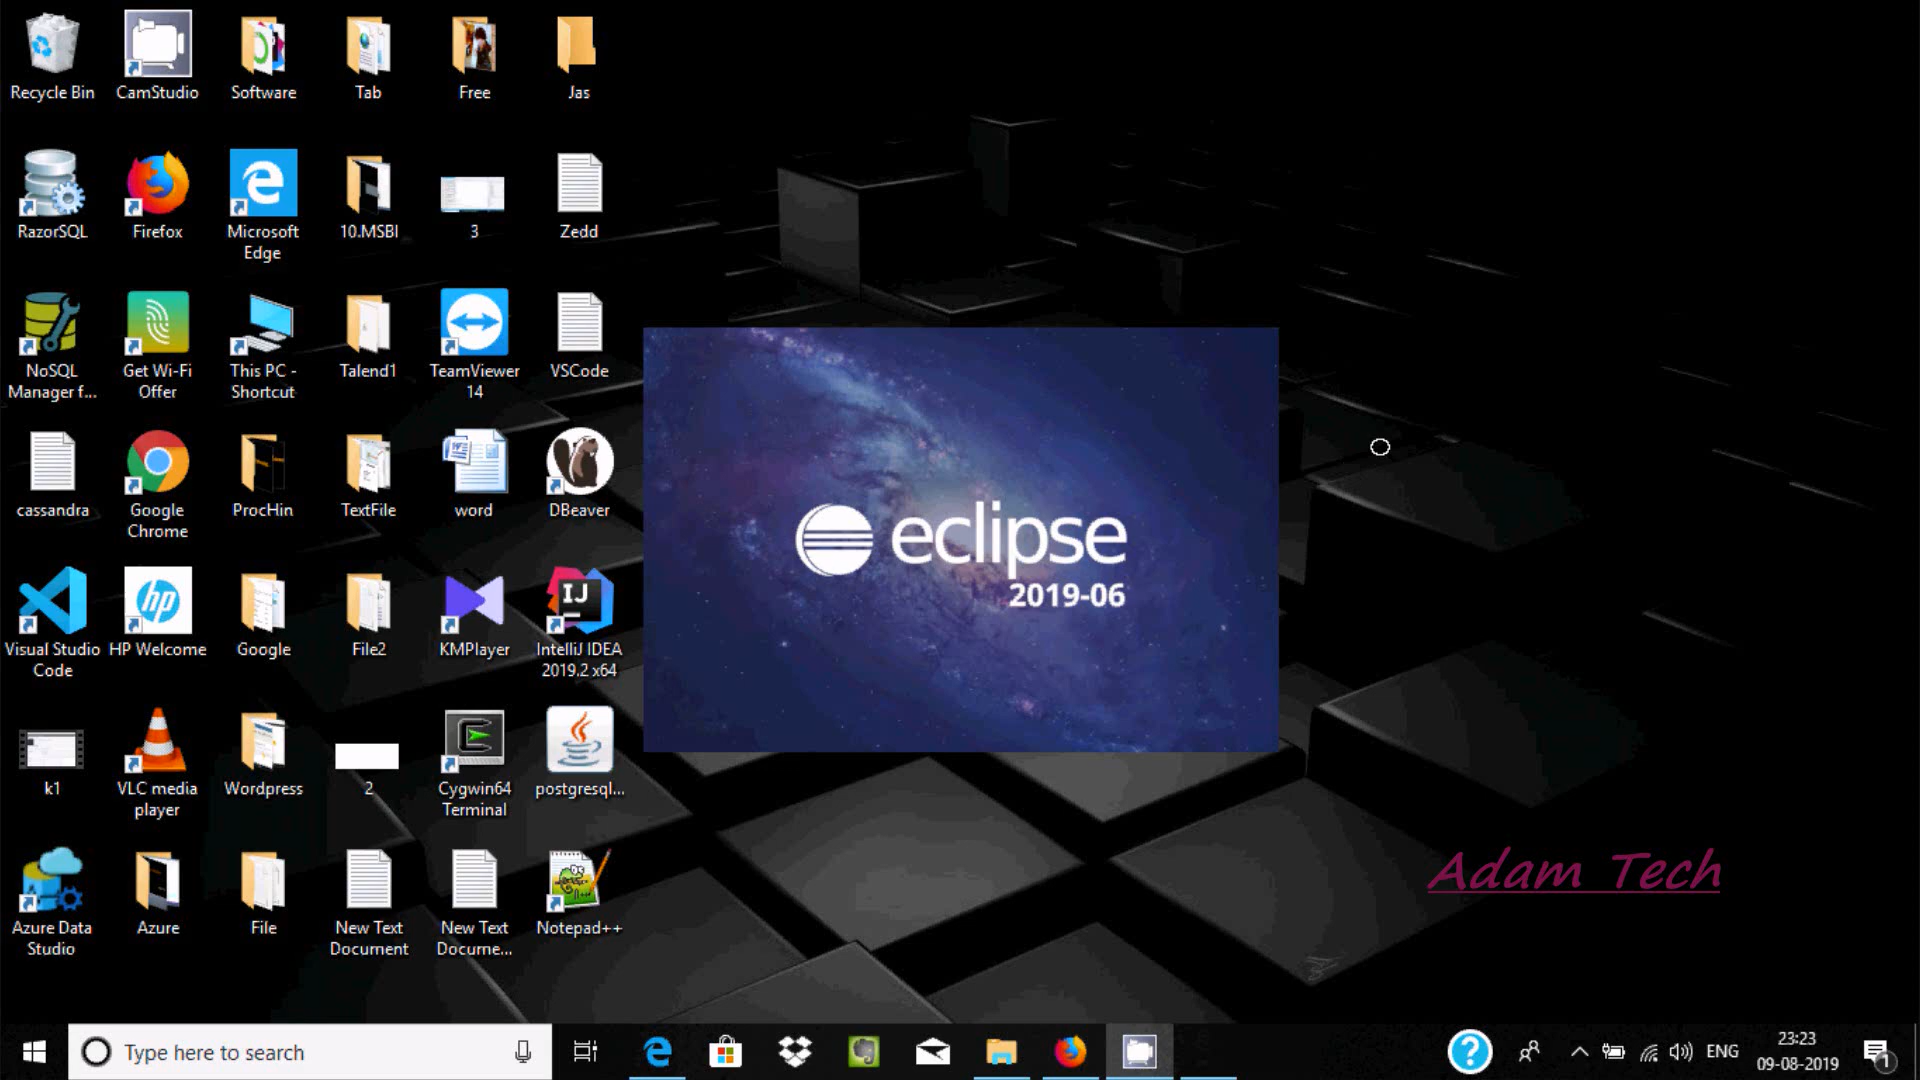 Recycle Bin
CamStudio
Software
Tab
Free
Jas
RazorSQL
Firefox
Microsoft
Edge
10.MSBI
3
Zedd
NoSQL
Manager f...
Get Wi-Fi
Offer
This PC -
Shortcut
Talend1
TeamViewer
14
VSCode
cassandra
Google
Chrome
ProcHin
TextFile
word
DBeaver
eclipse
2019-06
Visual Studio
Code
HP Welcome
Google
File2
KMPlayer
IntelliJ IDEA
2019.2 x64
k1
VLC media
player
Wordpress
2
Cygwin64
Terminal
postgresql...
Azure Data
Studio
Azure
File
New Text
Document
New Text
Docume...
Notepad++
Adam Tech
Type here to search
ENG
23:23
09-08-2019
1